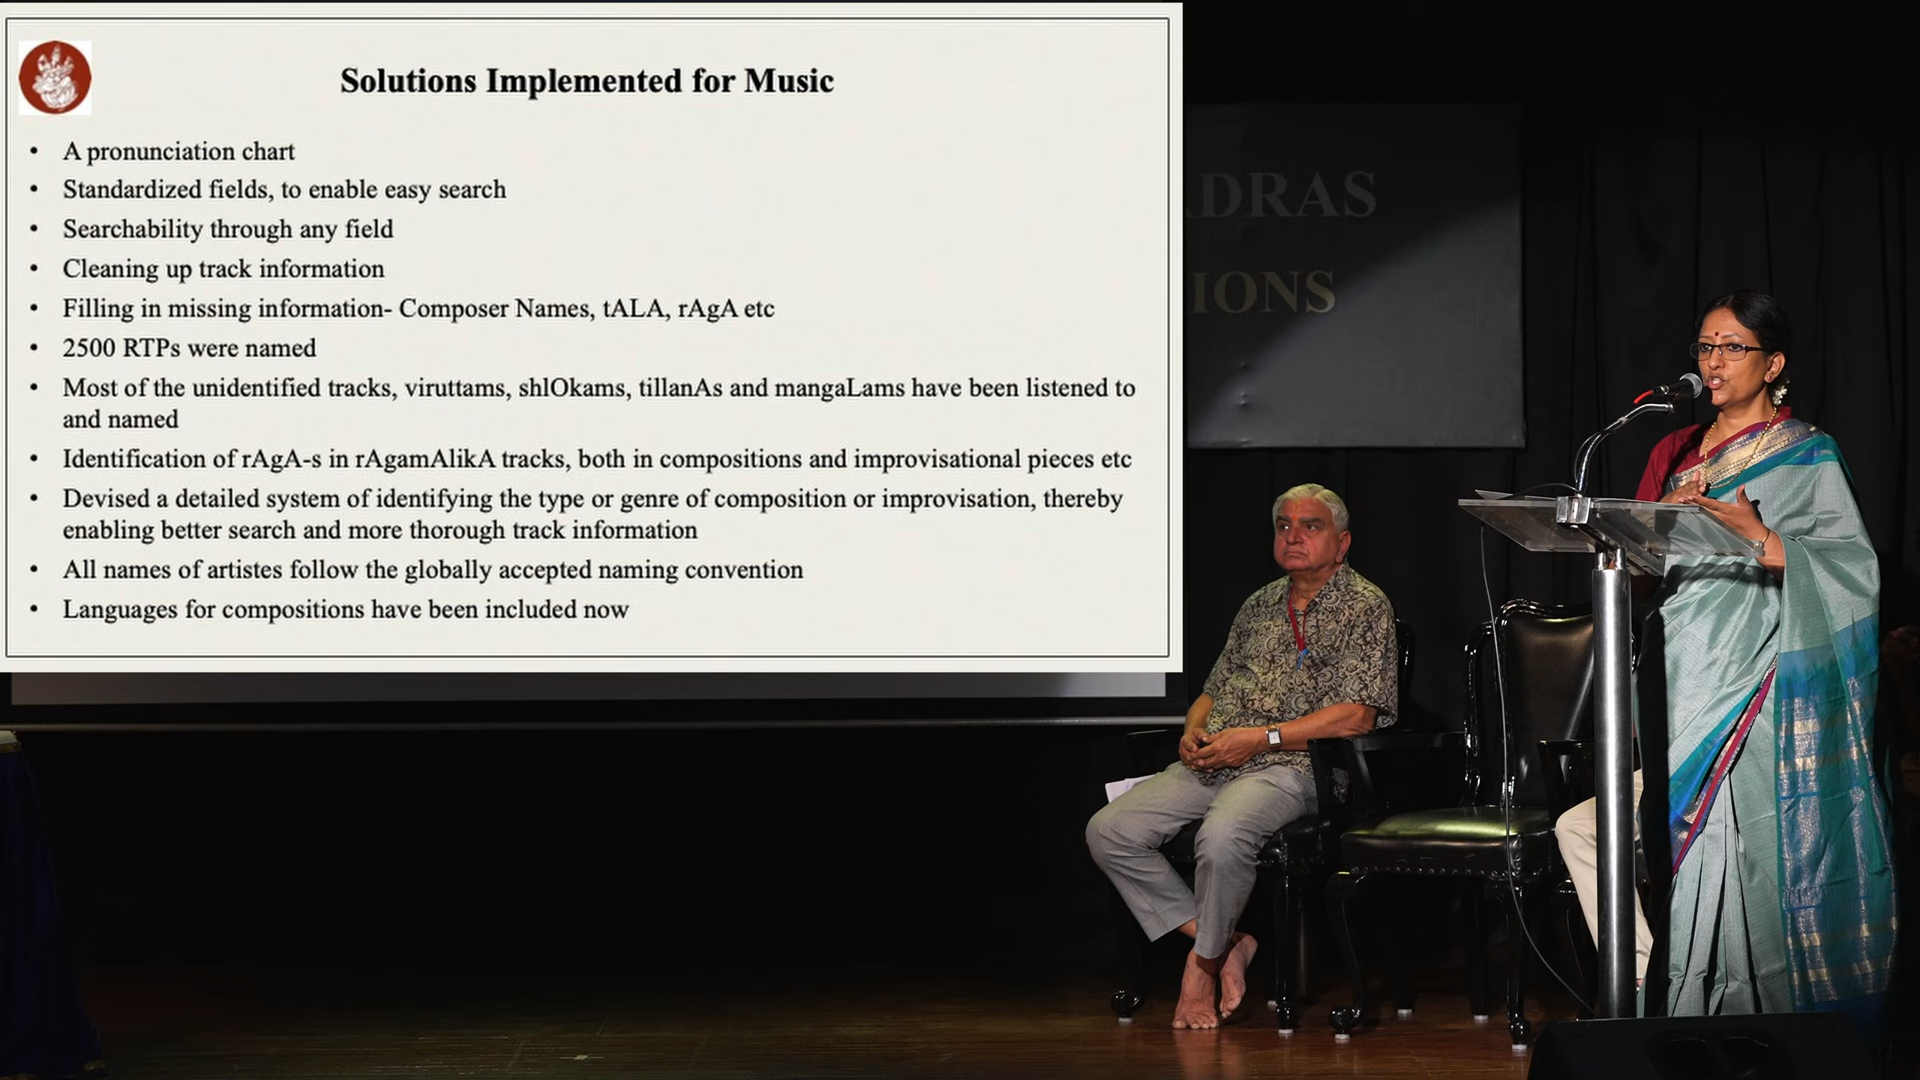 Solutions Implemented for Music
• A pronunciation chart
• Standardized fields, to enable easy search
• Searchability through any field
• Cleaning up track information
• Filling in missing information- Composer Names, tALA, rAgA etc
• 2500 RTPs were named
• Most of the unidentified tracks, viruttams, shlOkams, tillanAs and mangaLams have been listened to
and named
• Identification of rAgA-s in rAgamAlikA tracks, both in compositions and improvisational pieces etc
• Devised a detailed system of identifying the type or genre of composition or improvisation, thereby
enabling better search and more thorough track information
• All names of artistes follow the globally accepted naming convention
• Languages for compositions have been included now
DRAS
IONS